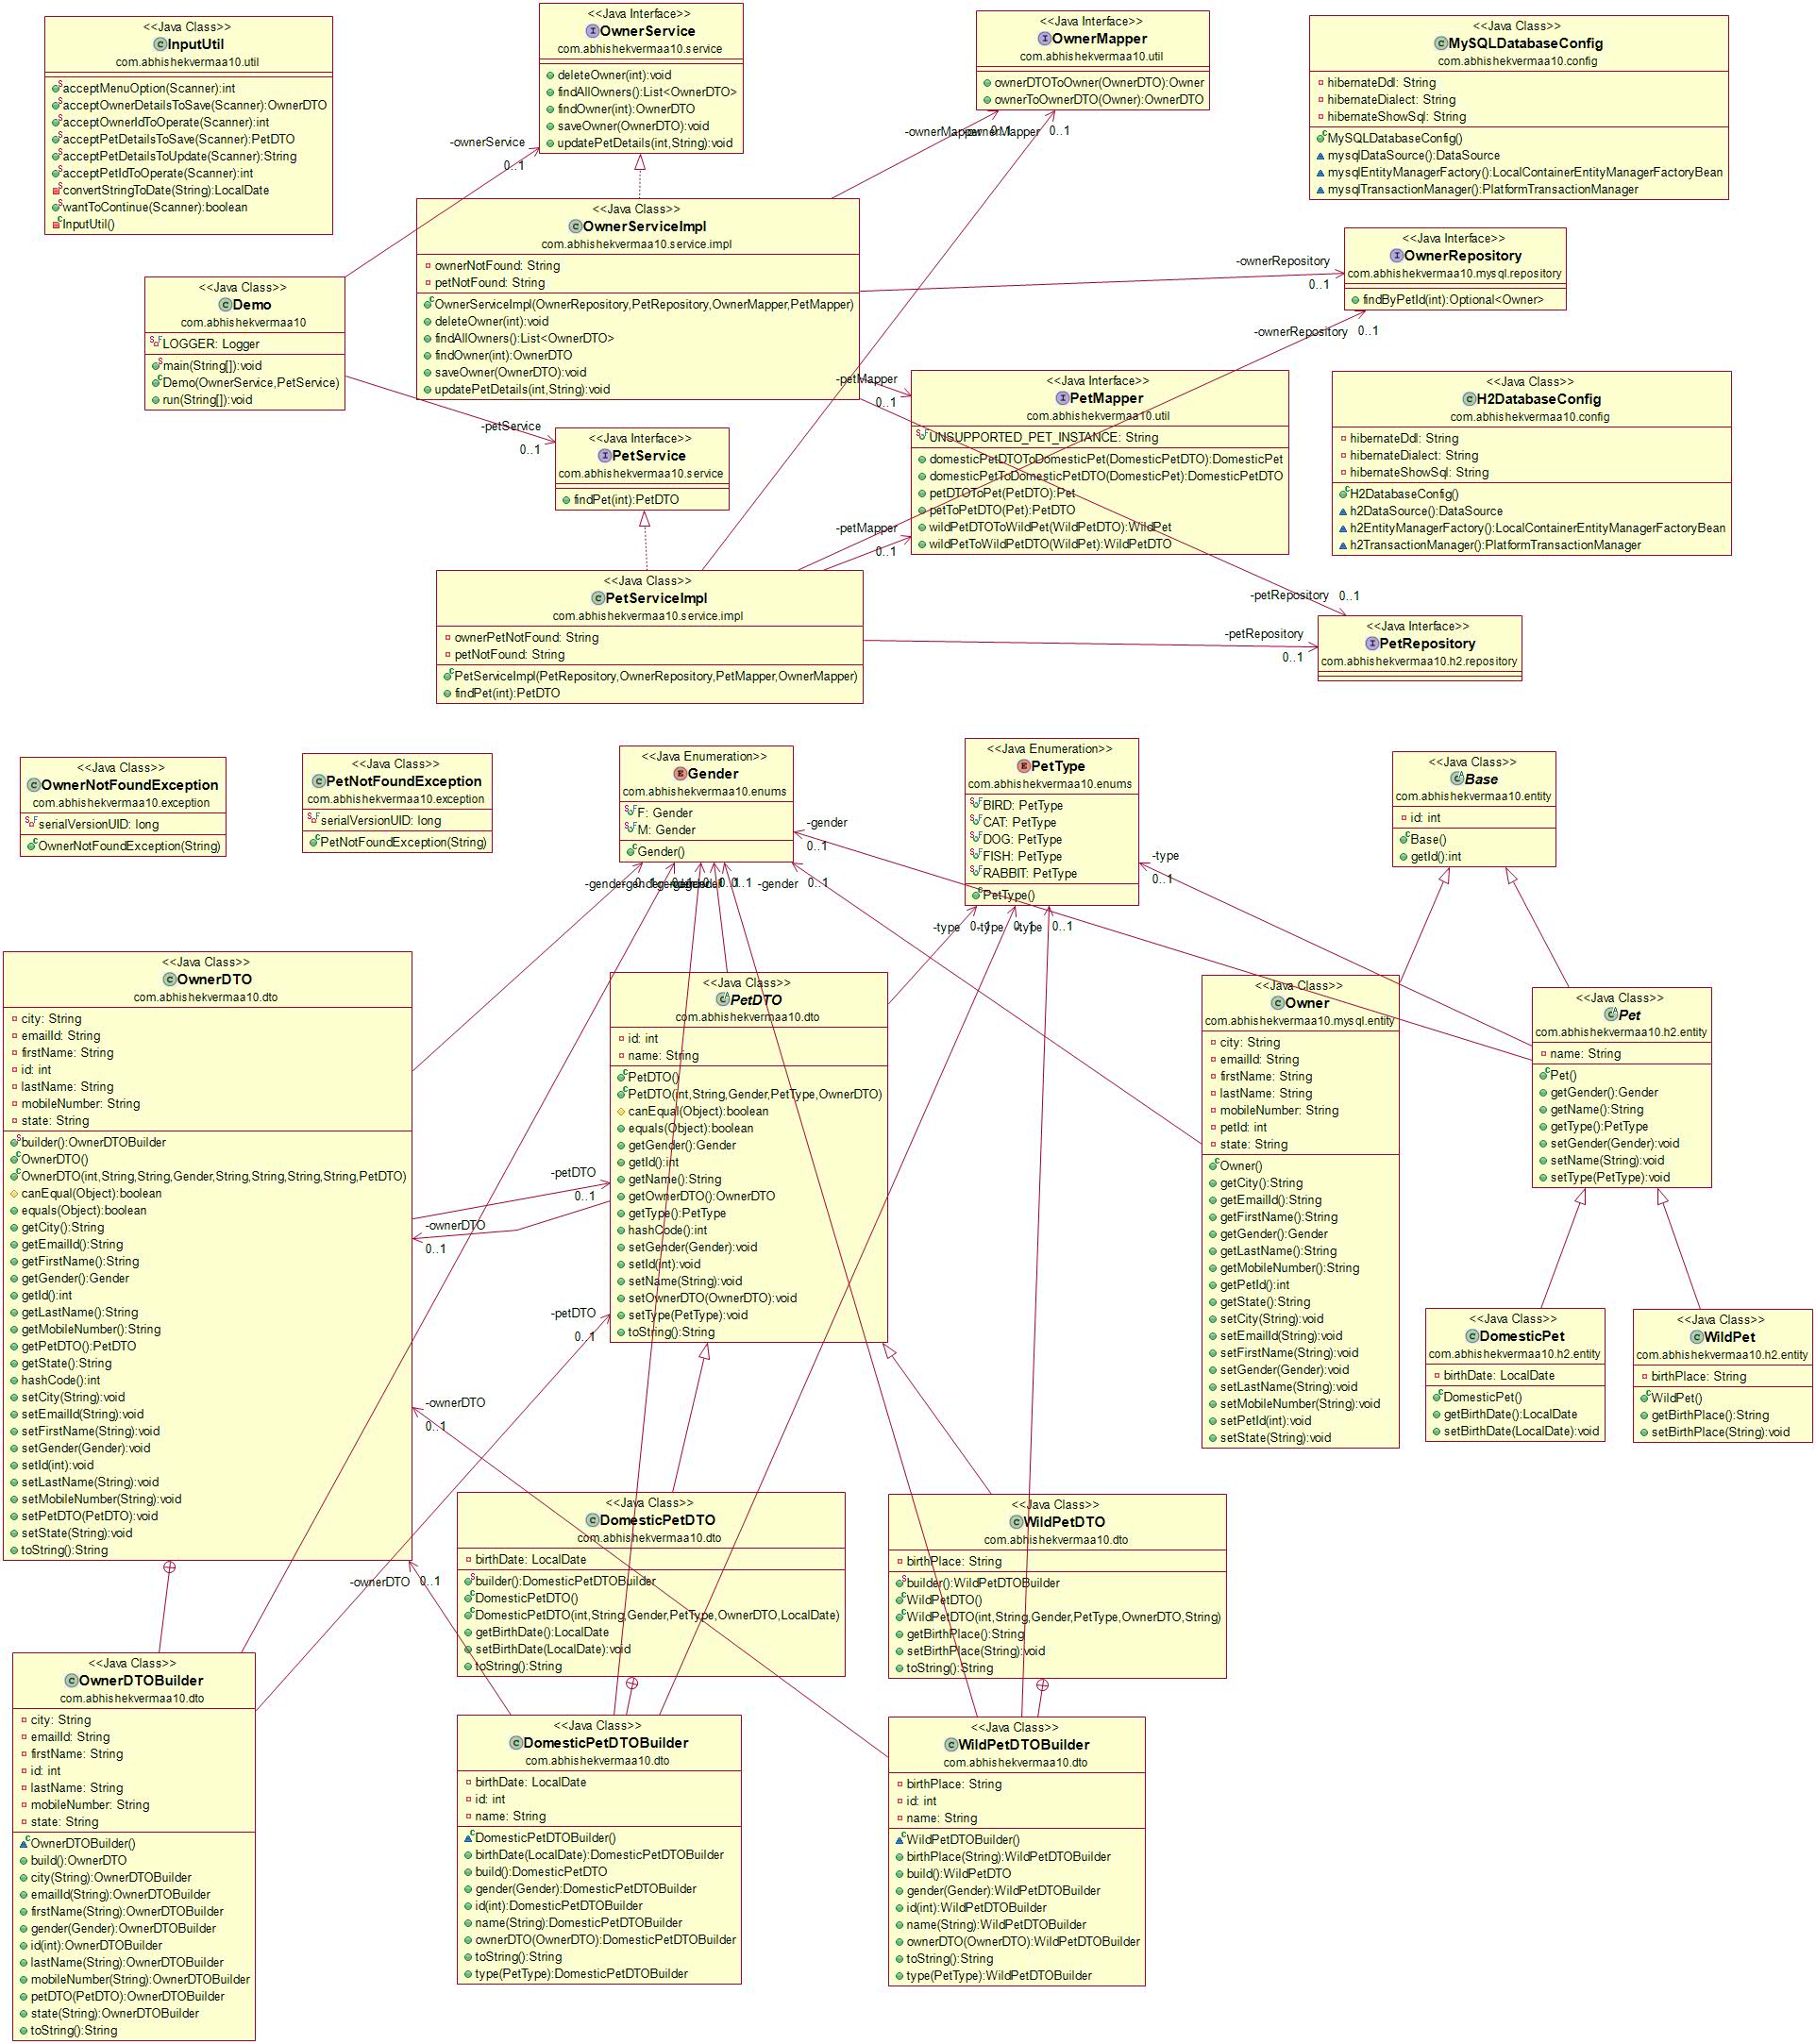 <<Java Class>>
InputUtil
com.abhishekvermaa10.util
acceptMenuOption(Scanner):int
acceptOwnerDetailsToSave(Scanner):OwnerDTO
acceptOwnerIdToOperate(Scanner):int
acceptPetDetailsToSave(Scanner):PetDTO
acceptPetDetailsToUpdate(Scanner):String
acceptPetIdToOperate(Scanner):int
convertStringToDate(String):LocalDate
wantToContinue(Scanner):boolean
InputUtil()
<<Java Interface>>
OwnerService
com.abhishekvermaa10.service
deleteOwner(int):void
findAllOwners():List<OwnerDTO>
findOwner(int):OwnerDTO
saveOwner(OwnerDTO):void
updatePetDetails(int,String):void
<<Java Interface>>
OwnerMapper
com.abhishekvermaa10.util
ownerDTOToOwner(OwnerDTO):Owner
ownerToOwnerDTO(Owner):OwnerDTO
<<Java Class>>
MySQLDatabaseConfig
com.abhishekvermaa10.config
hibernateDdl: String
hibernateDialect: String
hibernateShowSql: String
MySQLDatabaseConfig()
mysqlDataSource():DataSource
mysqlEntityManagerFactory():LocalContainerEntityManagerFactoryBean
mysqlTransactionManager():PlatformTransactionManager
-ownerService
0..1
-ownerMapper
0..1
-ownerMapper
0..1
<<Java Class>>
OwnerServiceImpl
com.abhishekvermaa10.service.impl
ownerNotFound: String
petNotFound: String
OwnerServiceImpl(OwnerRepository,PetRepository,OwnerMapper,PetMapper)
deleteOwner(int):void
findAllOwners():List<OwnerDTO>
findOwner(int):OwnerDTO
saveOwner(OwnerDTO):void
updatePetDetails(int,String):void
<<Java Interface>>
OwnerRepository
com.abhishekvermaa10.mysql.repository
findByPetId(int):Optional<Owner>
-ownerRepository
0..1
-ownerRepository
0..1
<<Java Class>>
Demo
com.abhishekvermaa10
LOGGER: Logger
main(String[]):void
Demo(OwnerService,PetService)
run(String[]):void
-petService
0..1
-petMapper
0..1
<<Java Interface>>
PetMapper
com.abhishekvermaa10.util
UNSUPPORTED_PET_INSTANCE: String
domesticPetDTOToDomesticPet(DomesticPetDTO):DomesticPet
domesticPetToDomesticPetDTO(DomesticPet):DomesticPetDTO
petDTOToPet(PetDTO):Pet
petToPetDTO(Pet):PetDTO
wildPetDTOToWildPet(WildPetDTO):WildPet
wildPetToWildPetDTO(WildPet):WildPetDTO
<<Java Class>>
H2DatabaseConfig
com.abhishekvermaa10.config
hibernateDdl: String
hibernateDialect: String
hibernateShowSql: String
H2DatabaseConfig()
h2DataSource():DataSource
h2EntityManagerFactory():LocalContainerEntityManagerFactoryBean
h2TransactionManager():PlatformTransactionManager
<<Java Interface>>
PetService
com.abhishekvermaa10.service
findPet(int):PetDTO
-petMapper
0..1
<<Java Class>>
PetServiceImpl
com.abhishekvermaa10.service.impl
ownerPetNotFound: String
petNotFound: String
PetServiceImpl(PetRepository,OwnerRepository,PetMapper,OwnerMapper)
findPet(int):PetDTO
-petRepository
0..1
-petRepository
0..1
<<Java Interface>>
PetRepository
com.abhishekvermaa10.h2.repository
<<Java Class>>
OwnerNotFoundException
com.abhishekvermaa10.exception
serialVersionUID: long
OwnerNotFoundException(String)
<<Java Class>>
PetNotFoundException
com.abhishekvermaa10.exception
serialVersionUID: long
PetNotFoundException(String)
<<Java Enumeration>>
Gender
com.abhishekvermaa10.enums
F: Gender
M: Gender
Gender()
<<Java Enumeration>>
PetType
com.abhishekvermaa10.enums
BIRD: PetType
CAT: PetType
DOG: PetType
FISH: PetType
RABBIT: PetType
PetType()
<<Java Class>>
Base
com.abhishekvermaa10.entity
id: int
Base()
getId():int
-gender
0..1
-type
0..1
-gender
-gender
-gender
0..1
-type
0..1
-type
-type
0..1
<<Java Class>>
OwnerDTO
com.abhishekvermaa10.dto
city: String
emailId: String
firstName: String
id: int
lastName: String
mobileNumber: String
state: String
builder():OwnerDTOBuilder
OwnerDTO()
OwnerDTO(int,String,String,Gender,String,String,String,String,PetDTO)
canEqual(Object):boolean
equals(Object):boolean
getCity():String
getEmailId():String
getFirstName():String
getGender():Gender
getId():int
getLastName():String
getMobileNumber():String
getPetDTO():PetDTO
getState():String
hashCode():int
setCity(String):void
setEmailId(String):void
setFirstName(String):void
setGender(Gender):void
setId(int):void
setLastName(String):void
setMobileNumber(String):void
setPetDTO(PetDTO):void
setState(String):void
toString():String
<<Java Class>>
PetDTO
com.abhishekvermaa10.dto
id: int
name: String
PetDTO()
PetDTO(int,String,Gender,PetType,OwnerDTO)
canEqual(Object):boolean
equals(Object):boolean
getGender():Gender
getId():int
getName():String
getOwnerDTO():OwnerDTO
getType():PetType
hashCode():int
setGender(Gender):void
setId(int):void
setName(String):void
setOwnerDTO(OwnerDTO):void
setType(PetType):void
toString():String
<<Java Class>>
Owner
com.abhishekvermaa10.mysql.entity
city: String
emailId: String
firstName: String
lastName: String
mobileNumber: String
petId: int
state: String
Owner()
getCity():String
getEmailId():String
getFirstName():String
getGender():Gender
getLastName():String
getMobileNumber():String
getPetId():int
getState():String
setCity(String):void
setEmailId(String):void
setFirstName(String):void
setGender(Gender):void
setLastName(String):void
setMobileNumber(String):void
setPetId(int):void
setState(String):void
<<Java Class>>
Pet
com.abhishekvermaa10.h2.entity
name: String
Pet()
getGender():Gender
getName():String
getType():PetType
setGender(Gender):void
setName(String):void
setType(PetType):void
-petDTO
0..1
-ownerDTO
0..1
-petDTO
0..1
-ownerDTO
0..1
<<Java Class>>
DomesticPet
com.abhishekvermaa10.h2.entity
birthDate: LocalDate
DomesticPet()
getBirthDate():LocalDate
setBirthDate(LocalDate):void
<<Java Class>>
WildPet
com.abhishekvermaa10.h2.entity
birthPlace: String
WildPet()
getBirthPlace():String
setBirthPlace(String):void
<<Java Class>>
DomesticPetDTO
com.abhishekvermaa10.dto
birthDate: LocalDate
builder():DomesticPetDTOBuilder
DomesticPetDTO()
DomesticPetDTO(int,String,Gender,PetType,OwnerDTO,LocalDate)
getBirthDate():LocalDate
setBirthDate(LocalDate):void
toString():String
<<Java Class>>
WildPetDTO
com.abhishekvermaa10.dto
birthPlace: String
builder():WildPetDTOBuilder
WildPetDTO()
WildPetDTO(int,String,Gender,PetType,OwnerDTO,String)
getBirthPlace():String
setBirthPlace(String):void
toString():String
-ownerDTO
0..1
<<Java Class>>
OwnerDTOBuilder
com.abhishekvermaa10.dto
city: String
emailId: String
firstName: String
id: int
lastName: String
mobileNumber: String
state: String
OwnerDTOBuilder()
build():OwnerDTO
city(String):OwnerDTOBuilder
emailId(String):OwnerDTOBuilder
firstName(String):OwnerDTOBuilder
gender(Gender):OwnerDTOBuilder
id(int):OwnerDTOBuilder
lastName(String):OwnerDTOBuilder
mobileNumber(String):OwnerDTOBuilder
petDTO(PetDTO):OwnerDTOBuilder
state(String):OwnerDTOBuilder
toString():String
<<Java Class>>
DomesticPetDTOBuilder
com.abhishekvermaa10.dto
birthDate: LocalDate
id: int
name: String
DomesticPetDTOBuilder()
birthDate(LocalDate):DomesticPetDTOBuilder
build():DomesticPetDTO
gender(Gender):DomesticPetDTOBuilder
id(int):DomesticPetDTOBuilder
name(String):DomesticPetDTOBuilder
ownerDTO(OwnerDTO):DomesticPetDTOBuilder
toString():String
type(PetType):DomesticPetDTOBuilder
<<Java Class>>
WildPetDTOBuilder
com.abhishekvermaa10.dto
birthPlace: String
id: int
name: String
WildPetDTOBuilder()
birthPlace(String):WildPetDTOBuilder
build():WildPetDTO
gender(Gender):WildPetDTOBuilder
id(int):WildPetDTOBuilder
name(String):WildPetDTOBuilder
ownerDTO(OwnerDTO):WildPetDTOBuilder
toString():String
type(PetType):WildPetDTOBuilder